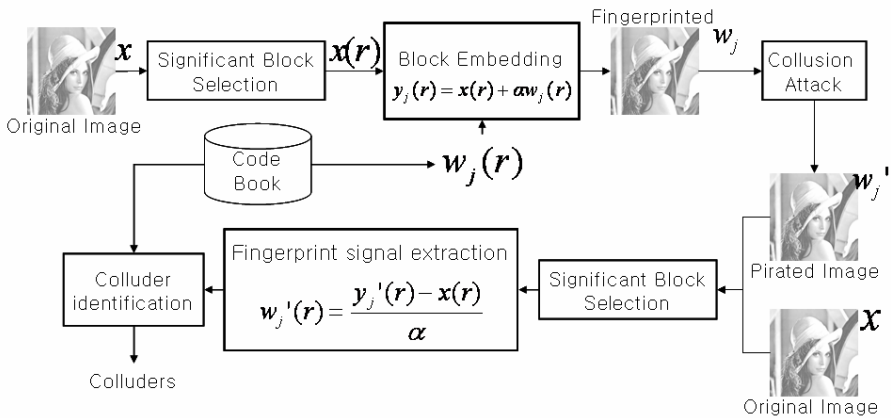 Fingerprinted
x
Significant Block
Selection
x(r)
Block Embedding
y_j(r) = x(r) + αw_j(r)
w_j
Collusion
Attack
Original Image
Code
Book
w_j(r)
w_j'
Pirated Image
Fingerprint signal extraction
w_j'(r) = \frac{y_j'(r) - x(r)}{α}
Colluder
identification
Significant Block
Selection
x
Colluders
Original Image